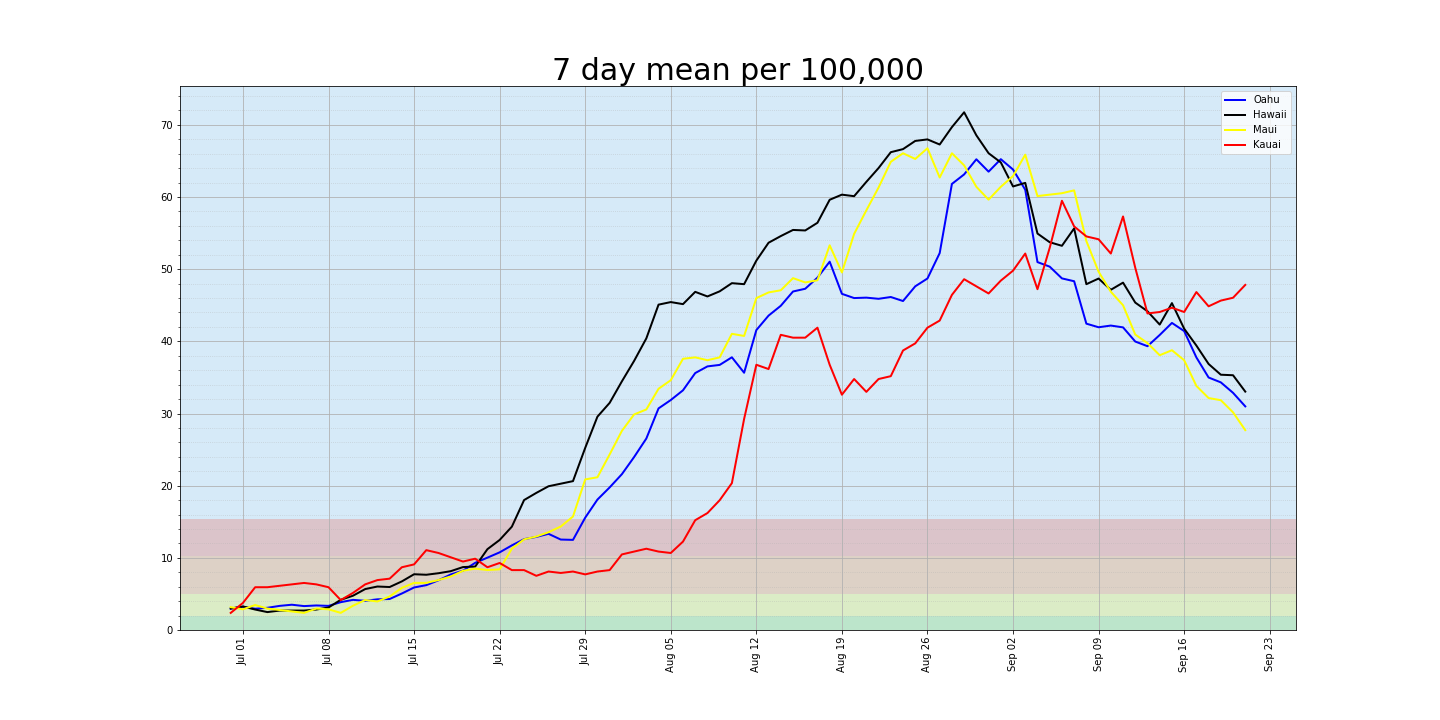 7 day mean per 100,000
Oahu
Hawaii
Maui
Kauai
70
60
50
40
30
20
10
0
Jul 01
Jul 08
Jul 15
Jul 22
Jul 29
Aug 05
Aug 12
Aug 19
Aug 26
Sep 02
Sep 09
Sep 16
Sep 23